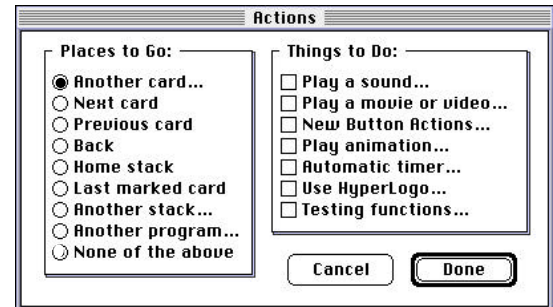 Actions
Places to Go:
Another card...
Next card
Previous card
Back
Home stack
Last marked card
Another stack...
Another program...
None of the above
Things to Do:
Play a sound...
Play a movie or video...
New Button Actions...
Play animation...
Automatic timer...
Use HyperLogo...
Testing functions...
Cancel
Done